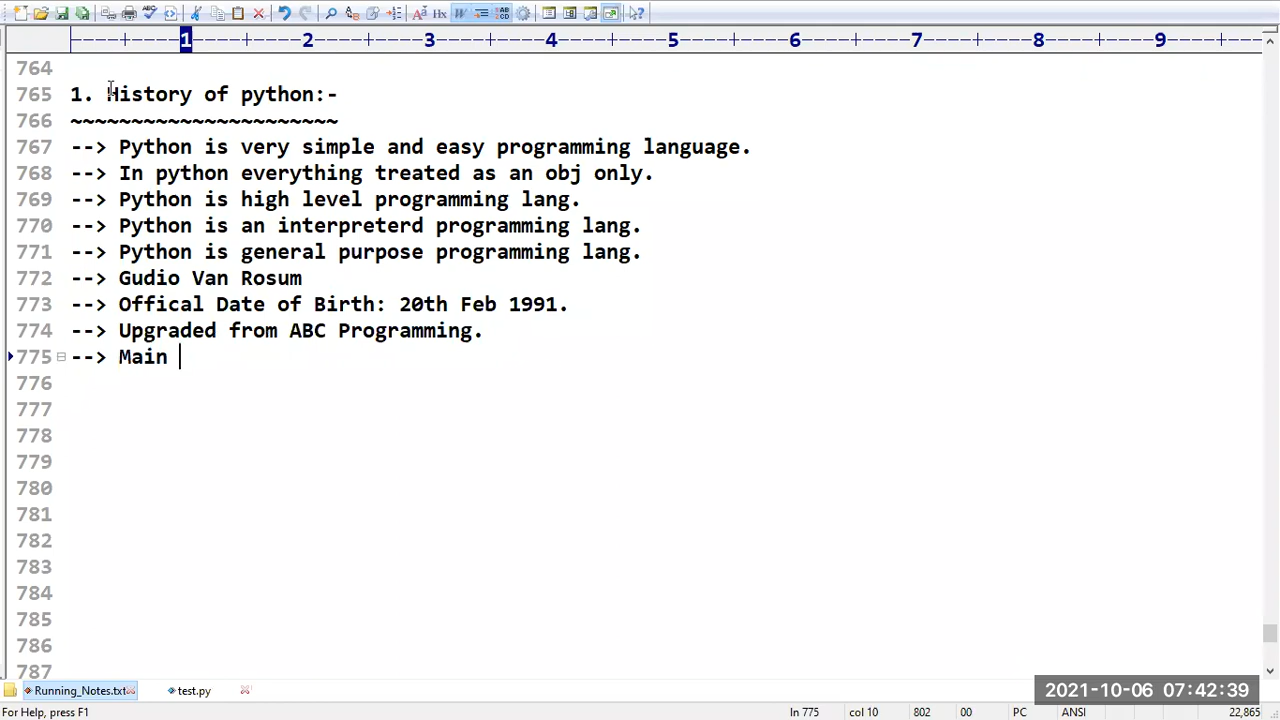 ----+----1----+----2----+----3----+----4----+----5----+----6----+----7----+----8----+----9----+---
764
765 1. History of python:-
766 ~~~~~~~~~~~~~~~~~~~~~~
767 --> Python is very simple and easy programming language.
768 --> In python everything treated as an obj only.
769 --> Python is high level programming lang.
770 --> Python is an interpreterd programming lang.
771 --> Python is general purpose programming lang.
772 --> Gudio Van Rosum
773 --> Offical Date of Birth: 20th Feb 1991.
774 --> Upgraded from ABC Programming.
775 --> Main
776
777
778
779
780
781
782
783
784
785
786
787
Running_Notes.txt test.py
2021-10-06 07:42:39
For Help, press F1 ln 775 col 10 802 00 PC ANSI 22,865